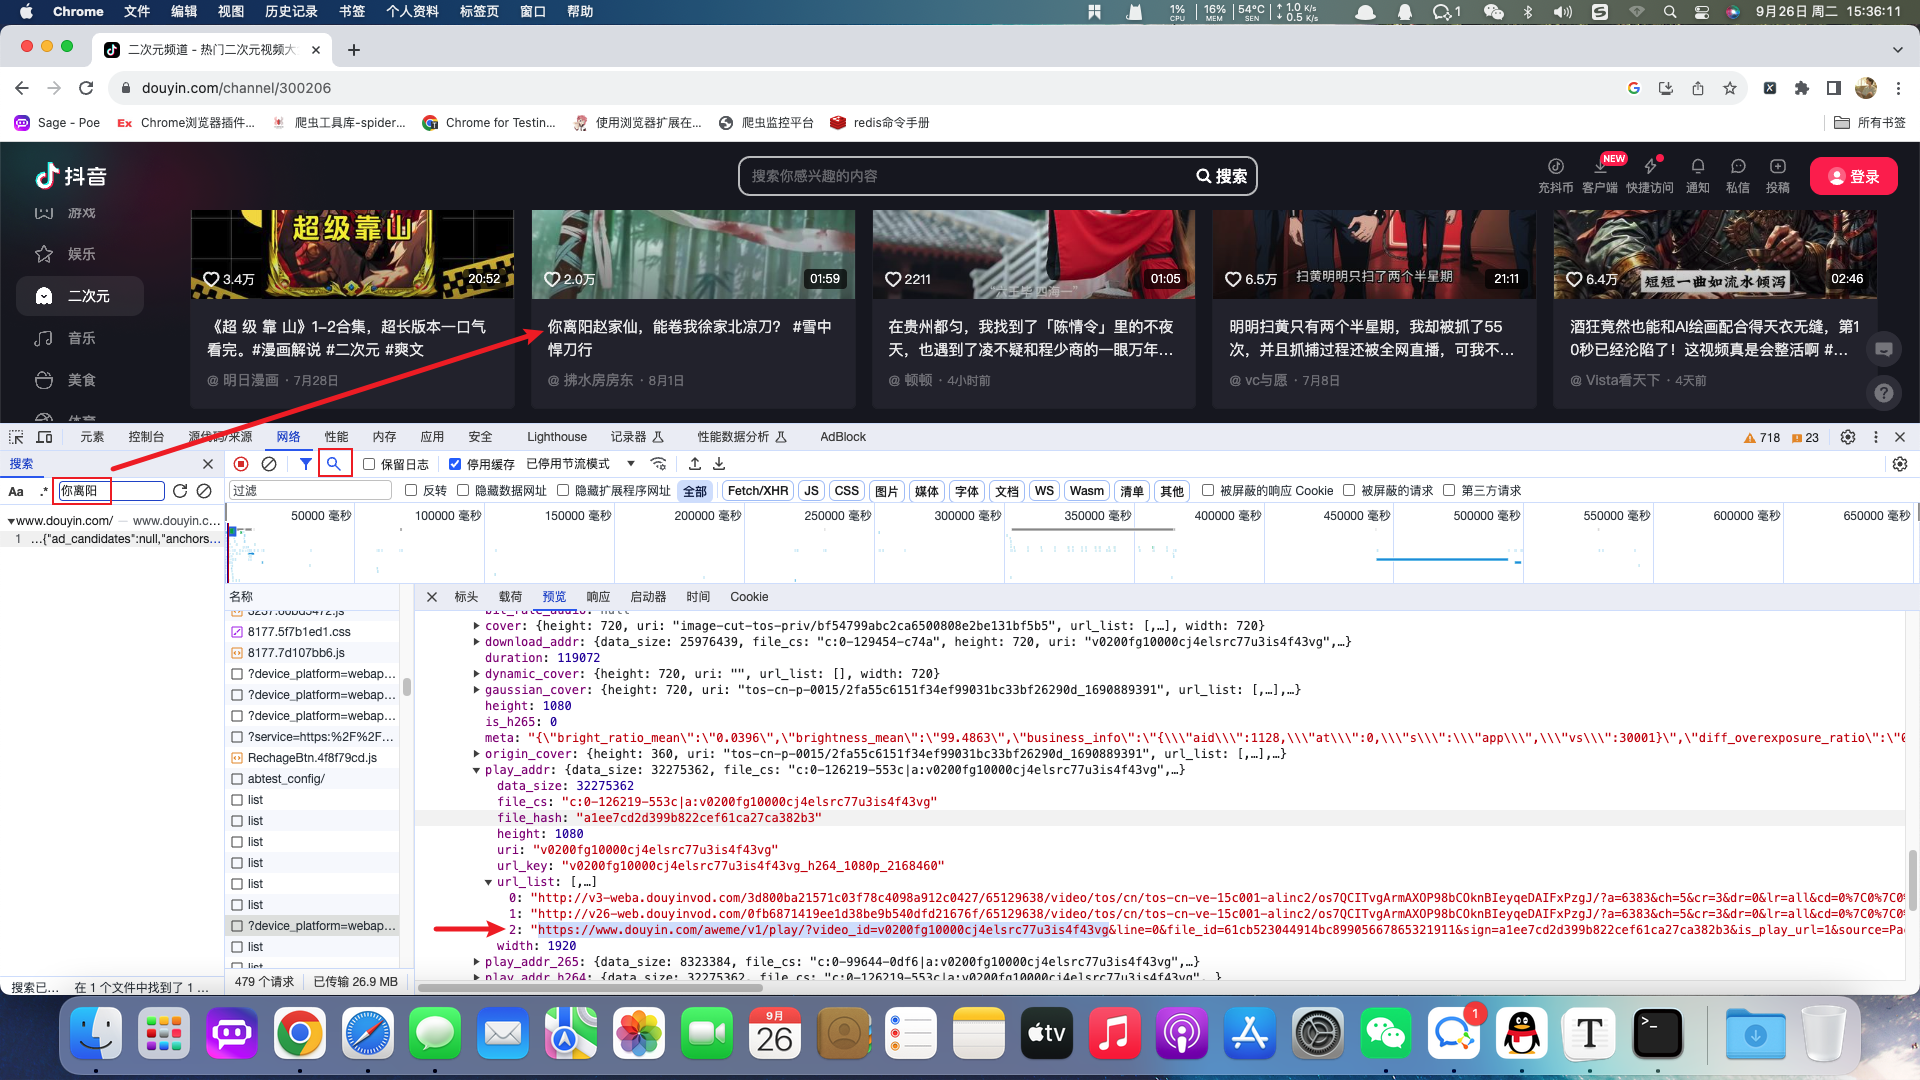 Chrome 文件 编辑 视图 历史记录 书签 个人资料 标签页 窗口 帮助
1% CPU 16% MEM 54°C SEN ↑ 1.0 K/s ↓ 0.5 K/s 1 9月26日 周二 15:36:11
二次元频道 - 热门二次元视频大
douyin.com/channel/300206
Sage - Poe
Chrome浏览器插件...
爬虫工具库-spider...
Chrome for Testin...
使用浏览器扩展在...
爬虫监控平台
redis命令手册
所有书签
抖音
搜索你感兴趣的内容
搜索
NEW
充抖币 客户端 快捷访问 通知 私信 投稿
登录
游戏
娱乐
二次元
音乐
美食
体育
超级靠山
3.4万 20:52
《超 级 靠 山》1-2合集，超长版本一口气
看完。#漫画解说 #二次元 #爽文
@ 明日漫画 · 7月28日
2.0万 01:59
你离阳赵家仙，能卷我徐家北凉刀？ #雪中
悍刀行
@ 拂水房房东 · 8月1日
2211 01:05
在贵州都匀，我找到了「陈情令」里的不夜
天，也遇到了凌不疑和程少商的一眼万年...
@ 顿顿 · 4小时前
扫黄明明只扫了两个半星期
6.5万 21:11
明明扫黄只有两个半星期，我却被抓了55
次，并且抓捕过程还被全网直播，可我不...
@ vc与愿 · 7月8日
短短一曲如流水倾泻
6.4万 02:46
酒狂竟然也能和AI绘画配合得天衣无缝，第1
0秒已经沦陷了！这视频真是会整活啊 #...
@ Vista看天下 · 4天前
元素 控制台 源代码/来源 网络 性能 内存 应用 安全 Lighthouse 记录器 性能数据分析 AdBlock 718 23
搜索
保留日志 停用缓存 已停用节流模式
Aa .* 你离阳
过滤
反转 隐藏数据网址 隐藏扩展程序网址 全部 Fetch/XHR JS CSS 图片 媒体 字体 文档 WS Wasm 清单 其他 被屏蔽的响应 Cookie 被屏蔽的请求 第三方请求
www.douyin.com/ — www.douyin.c...
1 ...{"ad_candidates":null,"anchors...
50000 毫秒 100000 毫秒 150000 毫秒 200000 毫秒 250000 毫秒 300000 毫秒 350000 毫秒 400000 毫秒 450000 毫秒 500000 毫秒 550000 毫秒 600000 毫秒 650000 毫秒
名称
标头 载荷 预览 响应 启动器 时间 Cookie
3237.60bd3472.js
8177.5f7b1ed1.css
8177.7d107bb6.js
?device_platform=webap...
?device_platform=webap...
?device_platform=webap...
?service=https:%2F%2F...
RechageBtn.4f8f79cd.js
abtest_config/
list
list
list
list
list
list
?device_platform=webap...
list
list
bit_rate_audio: null
cover: {height: 720, uri: "image-cut-tos-priv/bf54799abc2ca6500808e2be131bf5b5", url_list: [,…], width: 720}
download_addr: {data_size: 25976439, file_cs: "c:0-129454-c74a", height: 720, uri: "v0200fg10000cj4elsrc77u3is4f43vg",…}
duration: 119072
dynamic_cover: {height: 720, uri: "", url_list: [], width: 720}
gaussian_cover: {height: 720, uri: "tos-cn-p-0015/2fa55c6151f34ef99031bc33bf26290d_1690889391", url_list: [,…],…}
height: 1080
is_h265: 0
meta: "{\"bright_ratio_mean\":\"0.0396\",\"brightness_mean\":\"99.4863\",\"business_info\":\"{\\\"aid\\\":1128,\\\"at\\\":0,\\\"s\\\":\\\"app\\\",\\\"vs\\\":30001}\",\"diff_overexposure_ratio\":\"0
origin_cover: {height: 360, uri: "tos-cn-p-0015/2fa55c6151f34ef99031bc33bf26290d_1690889391", url_list: [,…],…}
play_addr: {data_size: 32275362, file_cs: "c:0-126219-553c|a:v0200fg10000cj4elsrc77u3is4f43vg",…}
data_size: 32275362
file_cs: "c:0-126219-553c|a:v0200fg10000cj4elsrc77u3is4f43vg"
file_hash: "a1ee7cd2d399b822cef61ca27ca382b3"
height: 1080
uri: "v0200fg10000cj4elsrc77u3is4f43vg"
url_key: "v0200fg10000cj4elsrc77u3is4f43vg_h264_1080p_2168460"
url_list: [,…]
0: "http://v3-weba.douyinvod.com/3d800ba21571c03f78c4098a912c0427/65129638/video/tos/cn/tos-cn-ve-15c001-alinc2/os7QCITvgArmAXOP98bCOknBIeyqeDAIFxPzgJ/?a=6383&ch=5&cr=3&dr=0&lr=all&cd=0%7C0%7C0%
1: "http://v26-web.douyinvod.com/0fb6871419ee1d38be9b540dfd21676f/65129638/video/tos/cn/tos-cn-ve-15c001-alinc2/os7QCITvgArmAXOP98bCOknBIeyqeDAIFxPzgJ/?a=6383&ch=5&cr=3&dr=0&lr=all&cd=0%7C0%7C0%
2: "https://www.douyin.com/aweme/v1/play/?video_id=v0200fg10000cj4elsrc77u3is4f43vg&line=0&file_id=61cb523044914bc89905667865321911&sign=a1ee7cd2d399b822cef61ca27ca382b3&is_play_url=1&source=Pac
width: 1920
play_addr_265: {data_size: 8323384, file_cs: "c:0-99644-0df6|a:v0200fg10000cj4elsrc77u3is4f43vg",…}
play_addr_h264: {data_size: 32275362, file_cs: "c:0-126219-553c|a:v0200fg10000cj4elsrc77u3is4f43vg",…}
搜索已... 在 1 个文件中找到了 1 ...
479 个请求 已传输 26.9 MB
9月
26
tv
1
T